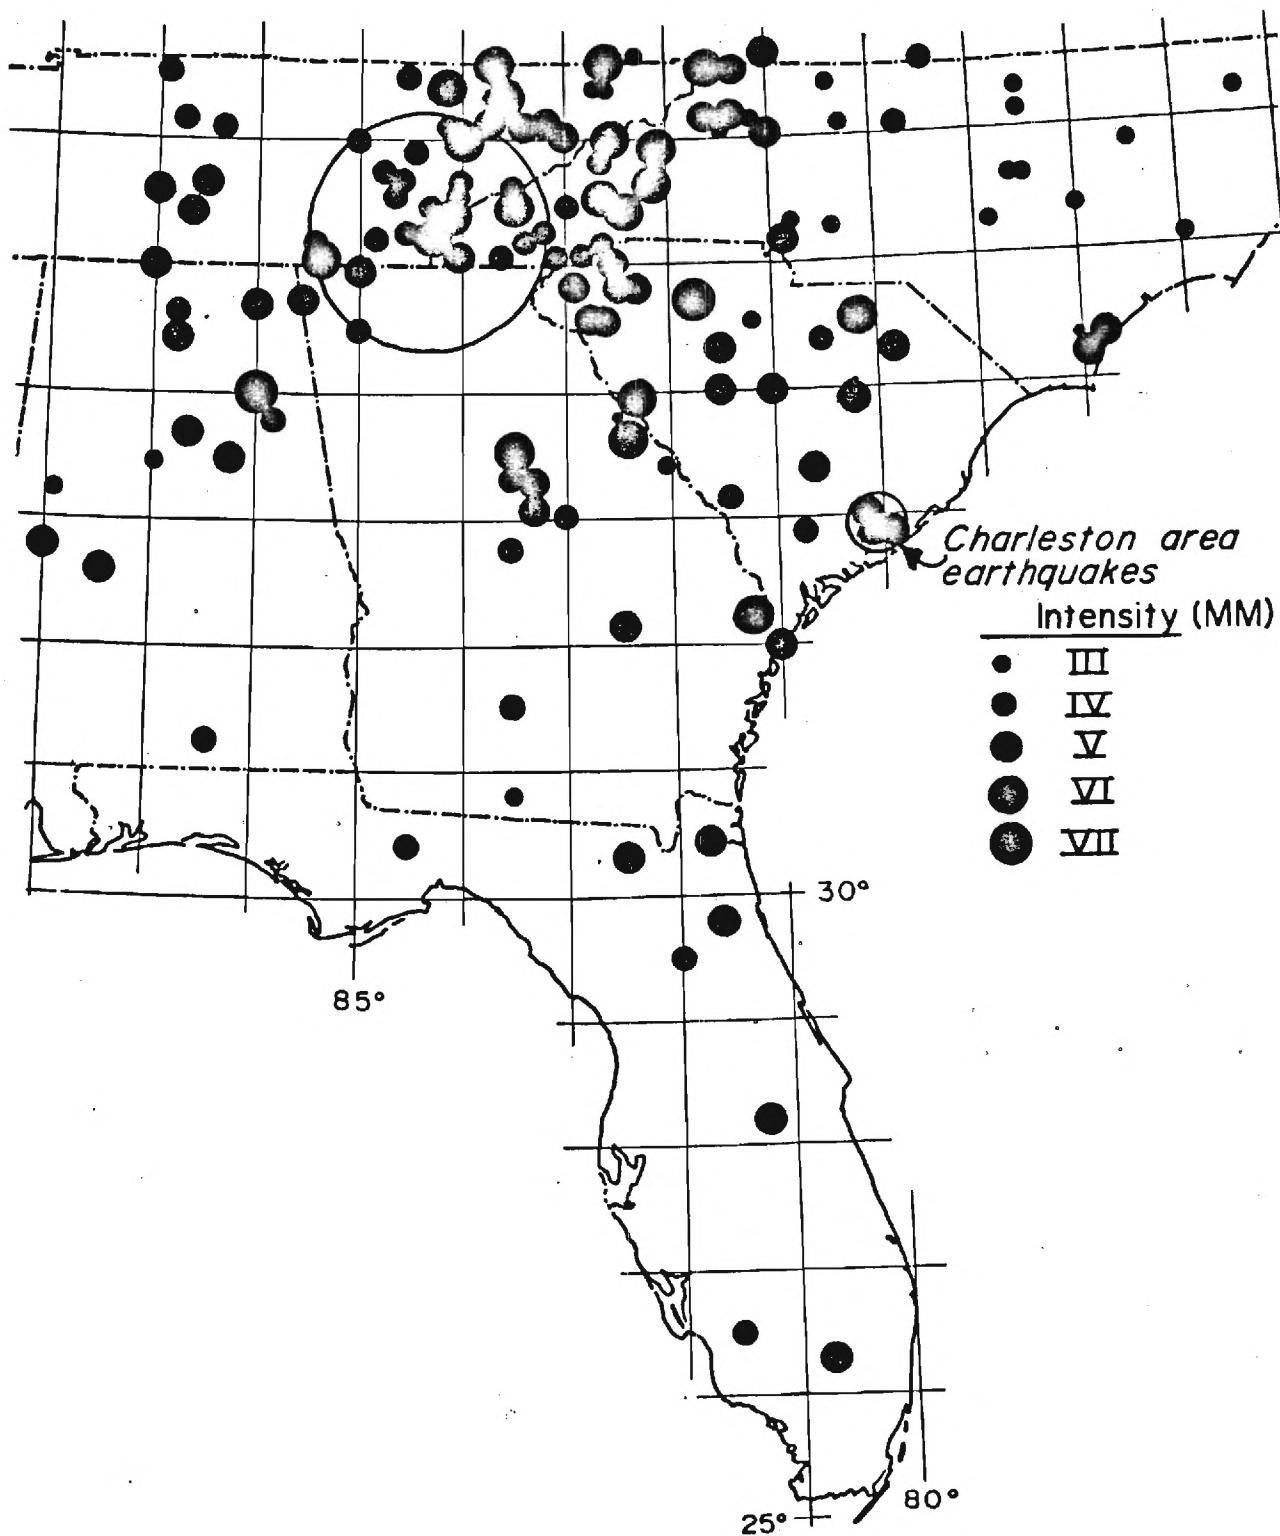 Charleston area
earthquakes
Intensity (MM)
III
IV
V
VI
VII
30°
85°
80°
25°